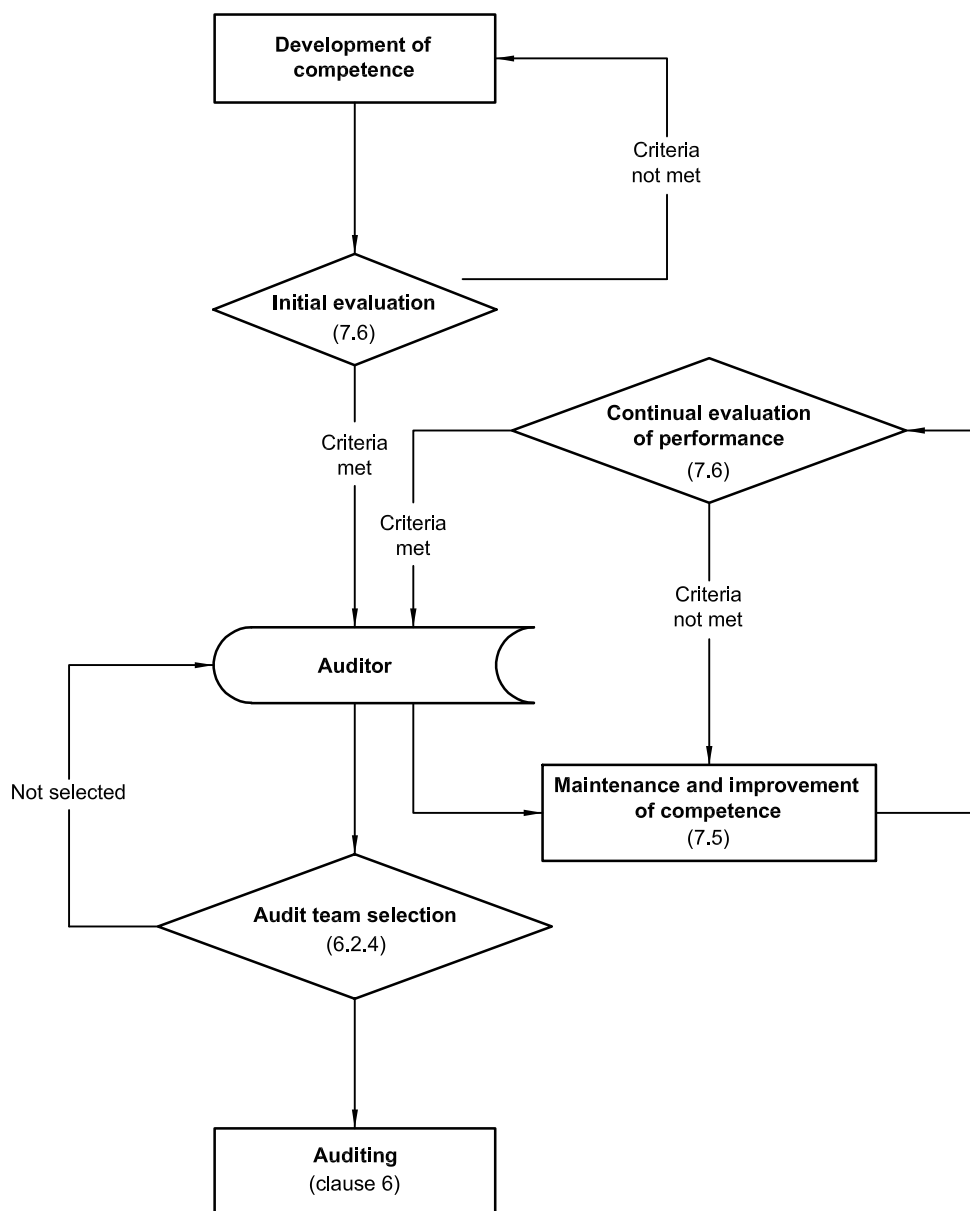 Development of
competence
Criteria
not met
Initial evaluation
(7.6)
Continual evaluation
of performance
(7.6)
Criteria
met
Criteria
met
Criteria
not met
Auditor
Not selected
Maintenance and improvement
of competence
(7.5)
Audit team selection
(6.2.4)
Auditing
(clause 6)